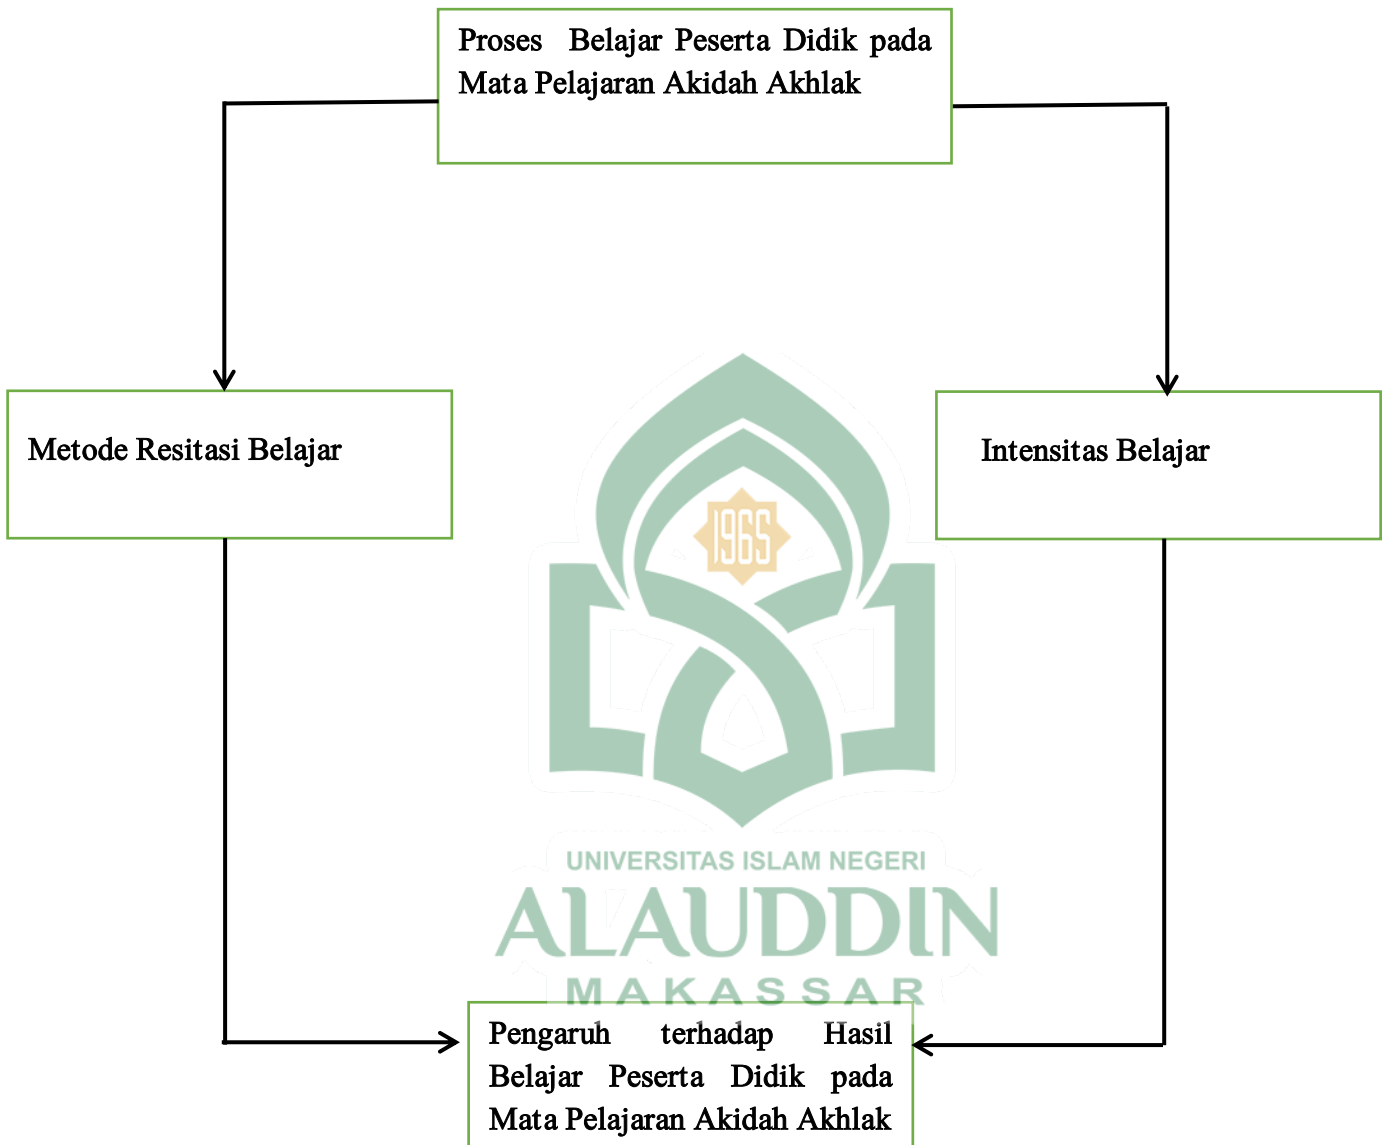 Proses Belajar Peserta Didik pada
Mata Pelajaran Akidah Akhlak
Metode Resitasi Belajar
Intensitas Belajar
1965
UNIVERSITAS ISLAM NEGERI
ALAUDDIN
MAKASSAR
Pengaruh terhadap Hasil
Belajar Peserta Didik pada
Mata Pelajaran Akidah Akhlak